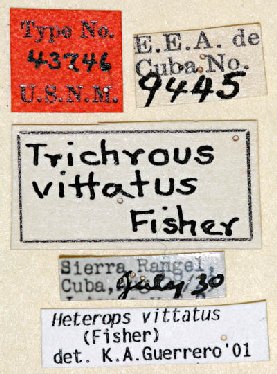 Type No.
43746
U.S.N.M.
E.E.A. de
Cuba. No.
9445
Trichrous
vittatus
Fisher
Sierra Rangel,
Cuba, July 30
Heterops vittatus
(Fisher)
det. K.A.Guerrero'01